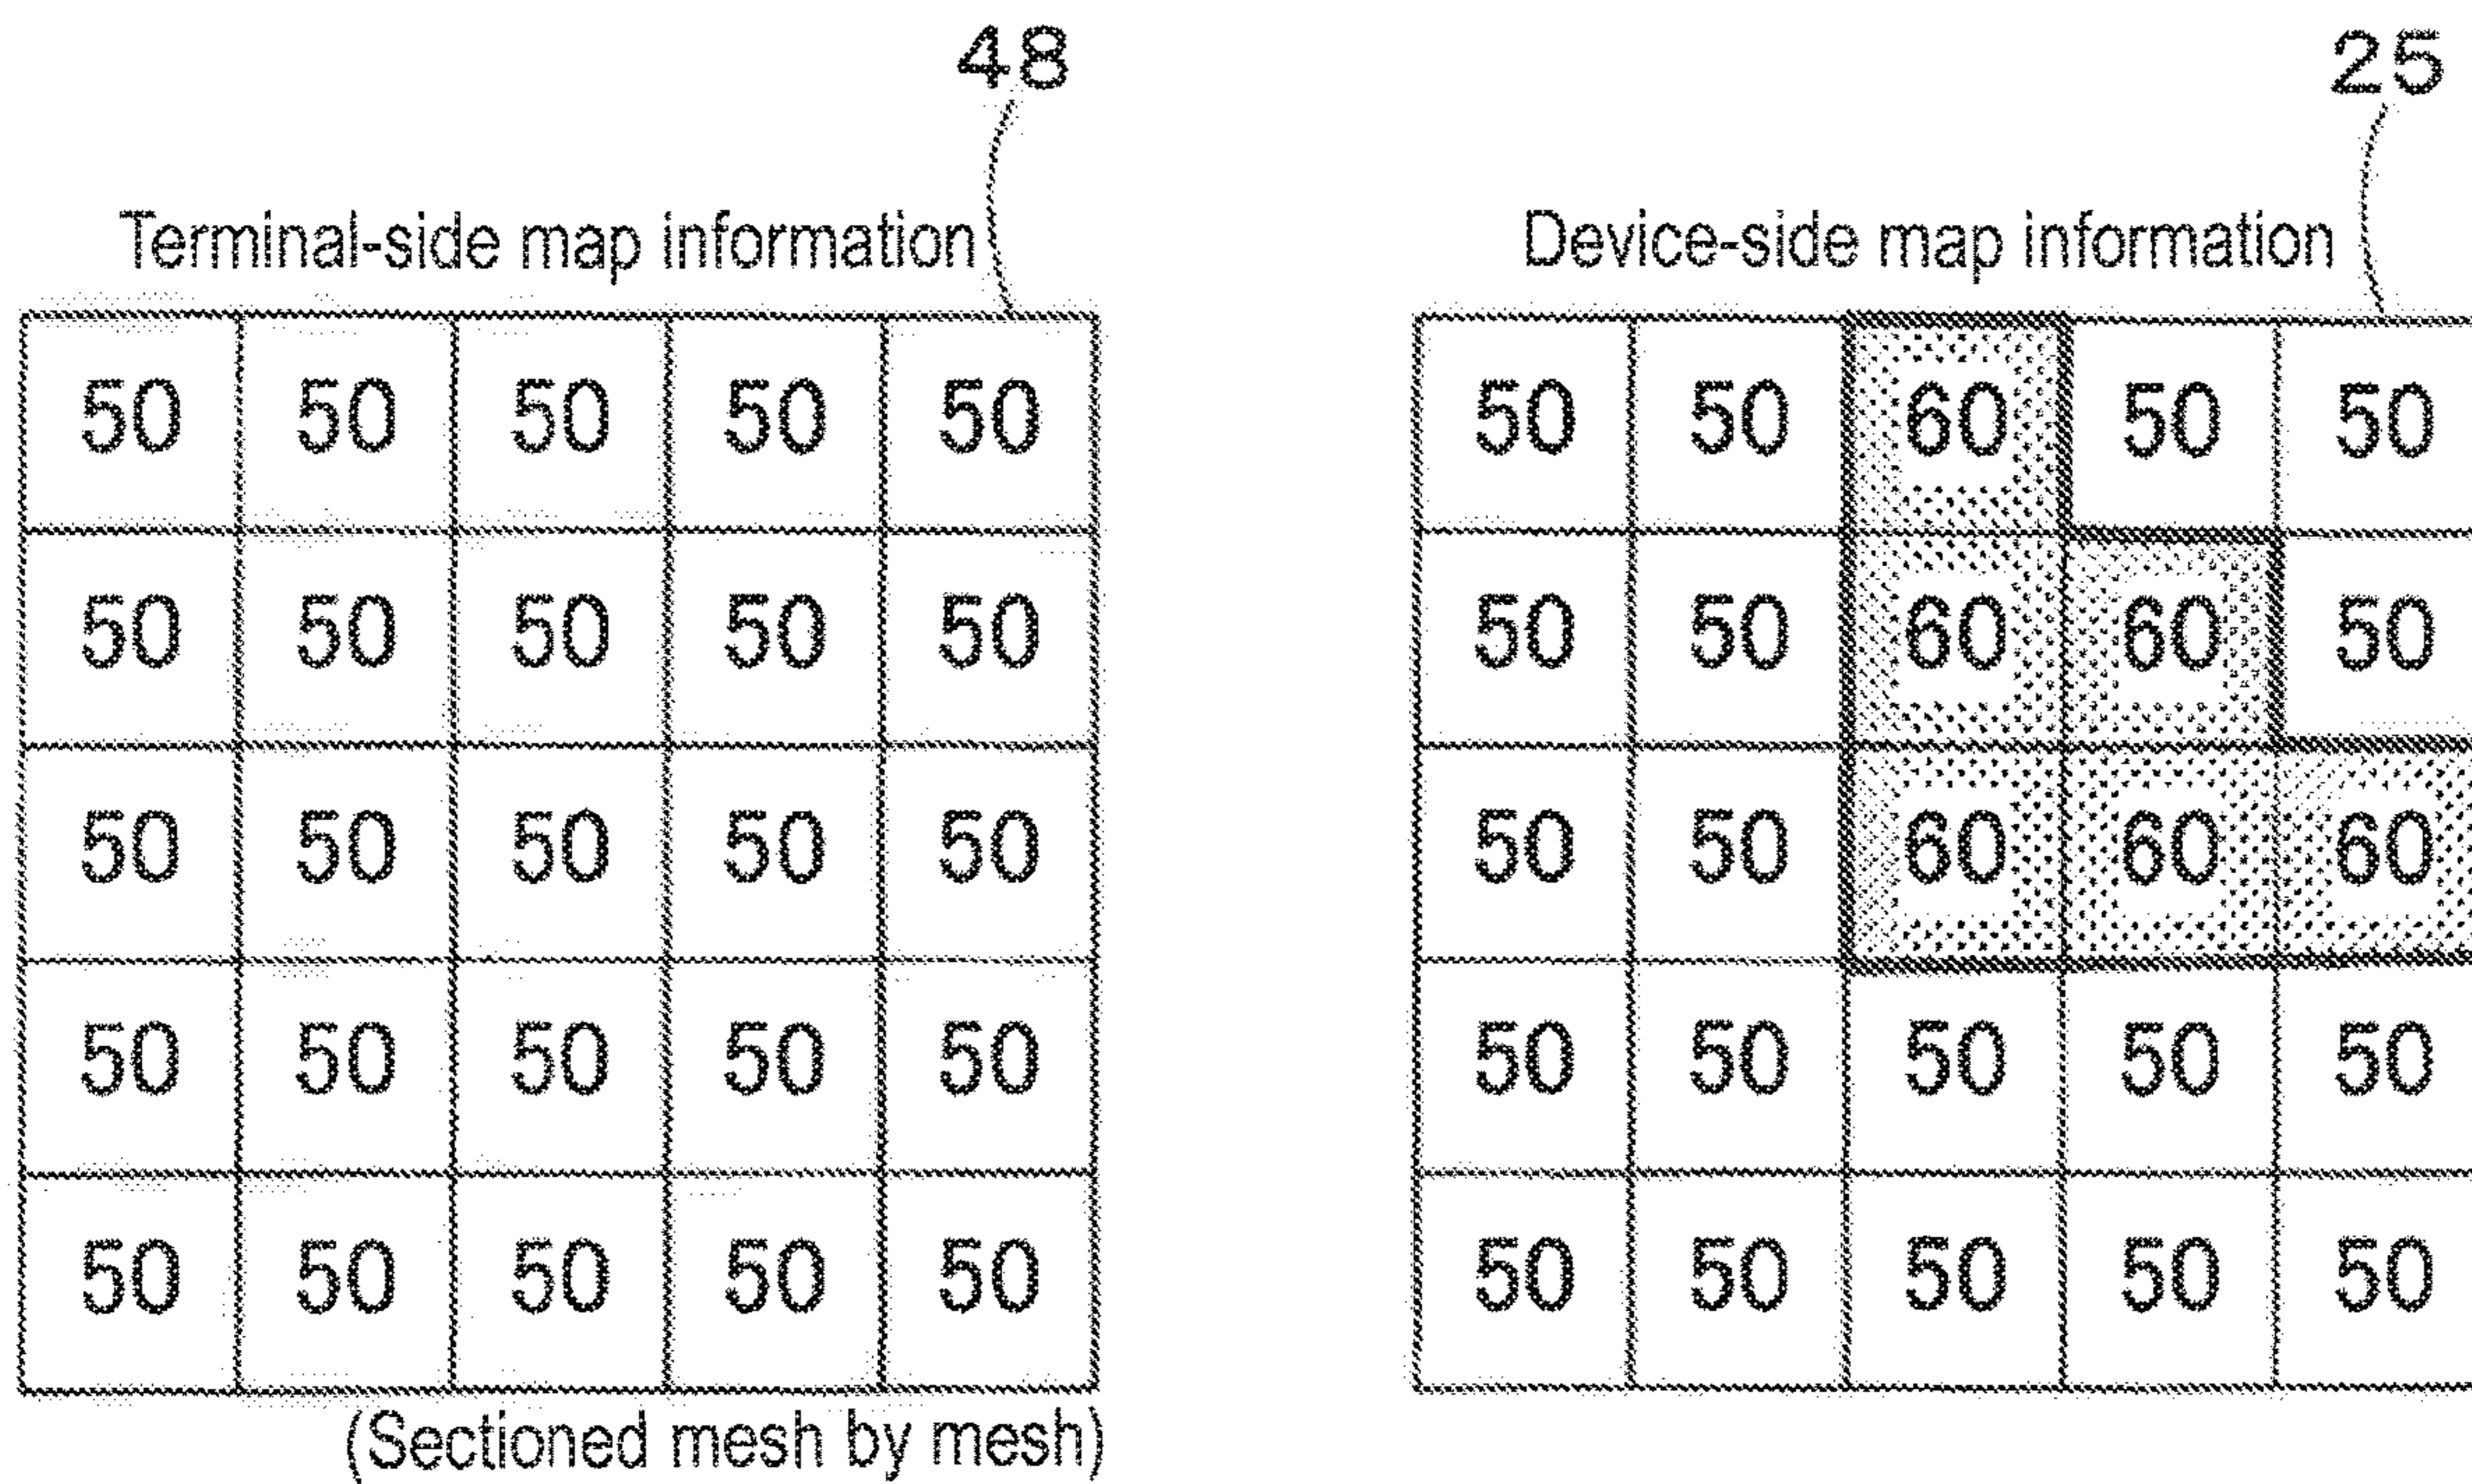 48 25
Terminal-side map information Device-side map information
50 50 50 50 50 50 50 60 50 50
50 50 50 50 50 50 50 60 60 50
50 50 50 50 50 50 50 60 60 60
50 50 50 50 50 50 50 50 50 50
50 50 50 50 50 50 50 50 50 50
(Sectioned mesh by mesh)